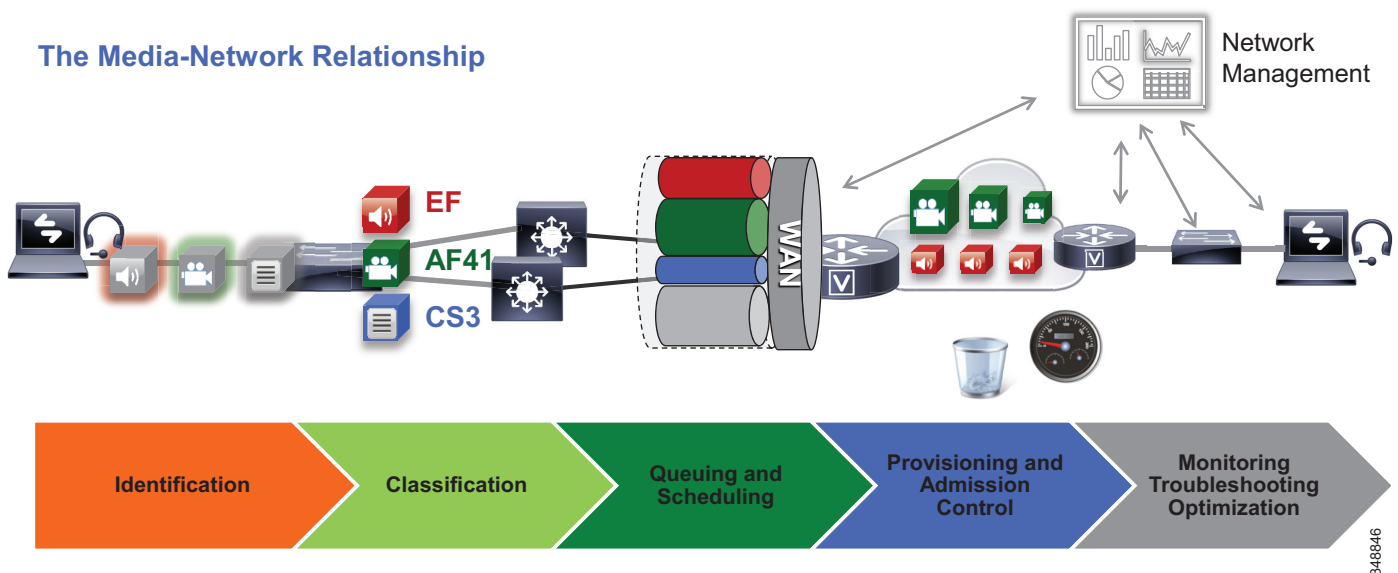 The Media-Network Relationship
Network
Management
EF
AF41
CS3
WAN
V
V
Identification
Classification
Queuing and
Scheduling
Provisioning and
Admission
Control
Monitoring
Troubleshooting
Optimization
348846